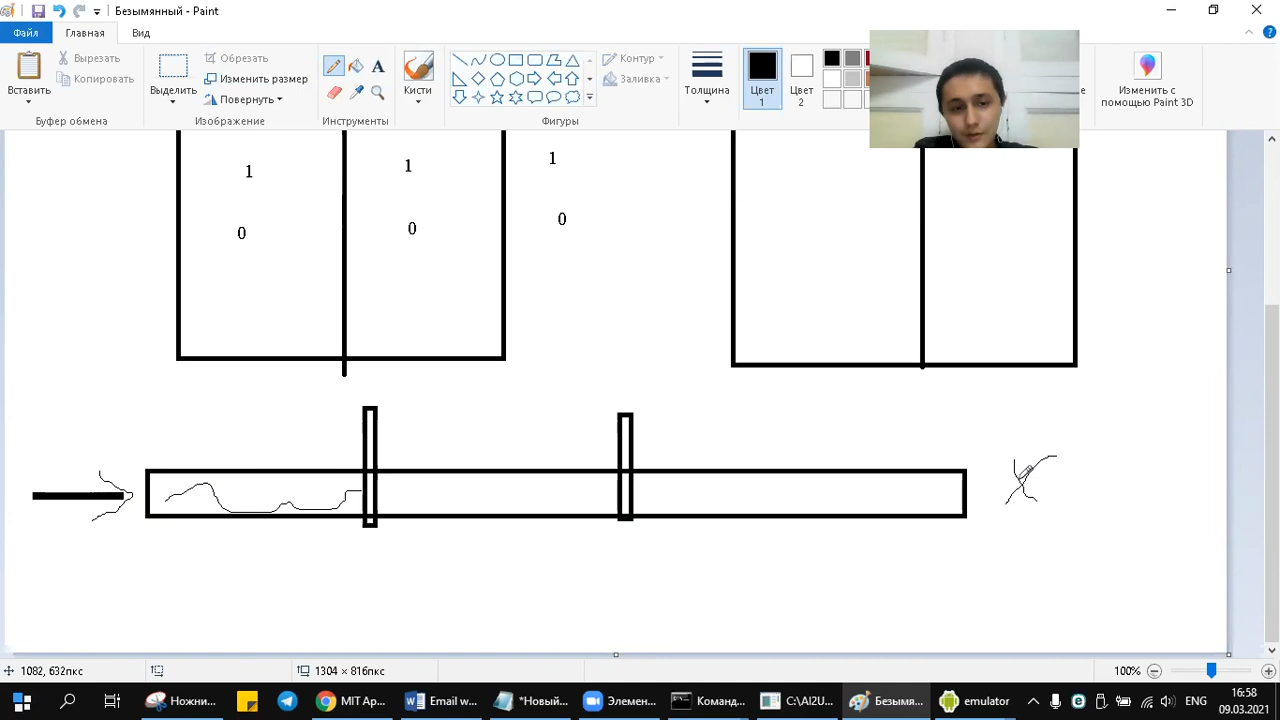 Безымянный - Paint
Файл Главная Вид
Вставить
Вырезать
Копировать
Буфер обмена
Выделить
Обрезать
Изменить размер
Повернуть
Изображение
A
Инструменты
Кисти
Контур
Заливка
Фигуры
Толщина
Цвет 1
Цвет 2
Изменить с помощью Paint 3D
1 1 1
0 0 0
1082, 632пкс
1304 × 816пкс
100%
Ножни...
MIT Ap...
Email w...
*Новый...
Элемен...
Команд...
C:\AI2U...
Безымя...
emulator
ENG
16:58
09.03.2021